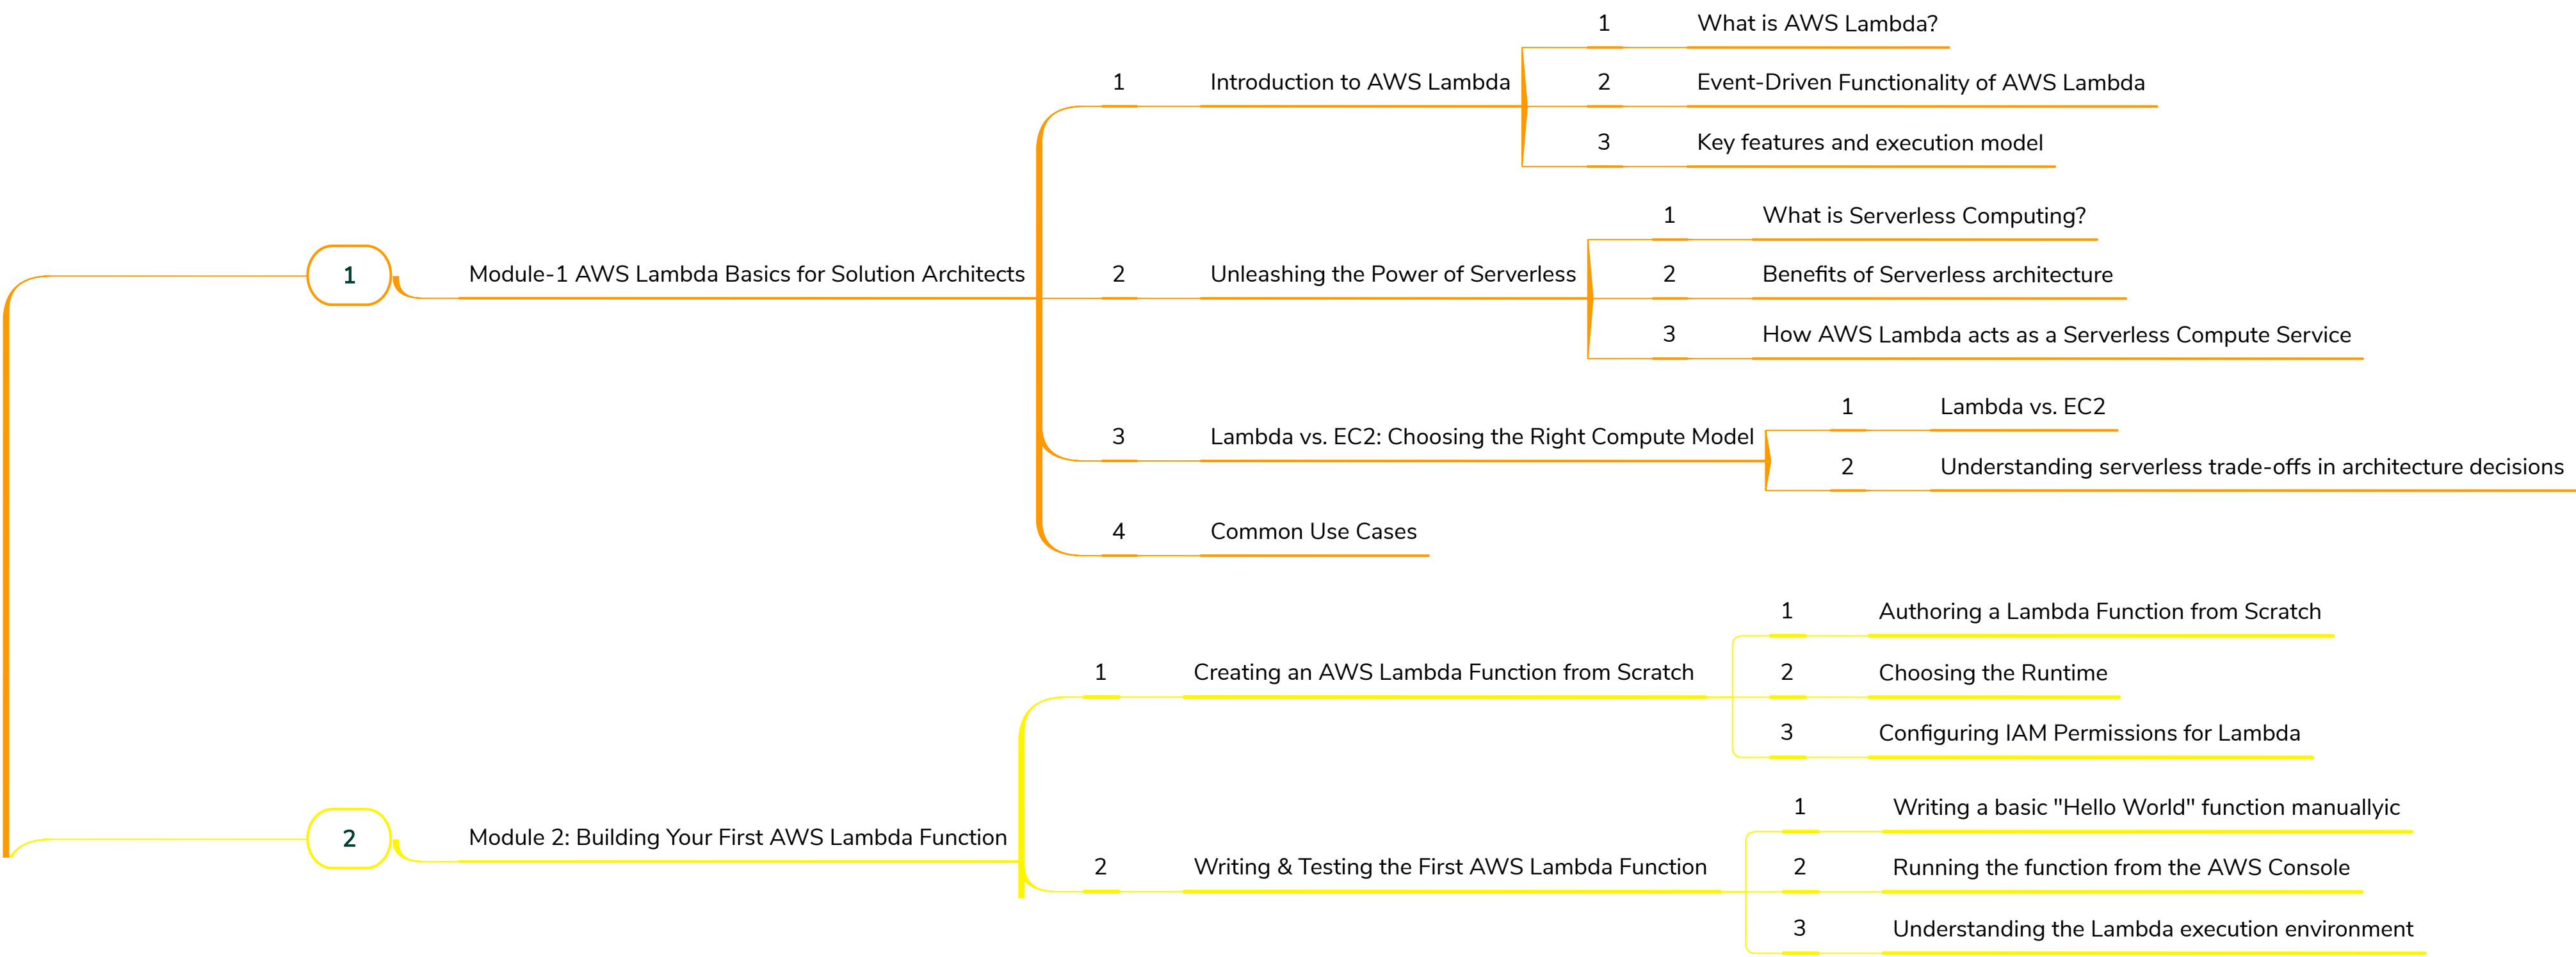 1
Module-1 AWS Lambda Basics for Solution Architects
1
Introduction to AWS Lambda
1
What is AWS Lambda?
2
Event-Driven Functionality of AWS Lambda
3
Key features and execution model
2
Unleashing the Power of Serverless
1
What is Serverless Computing?
2
Benefits of Serverless architecture
3
How AWS Lambda acts as a Serverless Compute Service
3
Lambda vs. EC2: Choosing the Right Compute Model
1
Lambda vs. EC2
2
Understanding serverless trade-offs in architecture decisions
4
Common Use Cases
2
Module 2: Building Your First AWS Lambda Function
1
Creating an AWS Lambda Function from Scratch
1
Authoring a Lambda Function from Scratch
2
Choosing the Runtime
3
Configuring IAM Permissions for Lambda
2
Writing & Testing the First AWS Lambda Function
1
Writing a basic "Hello World" function manuallyic
2
Running the function from the AWS Console
3
Understanding the Lambda execution environment